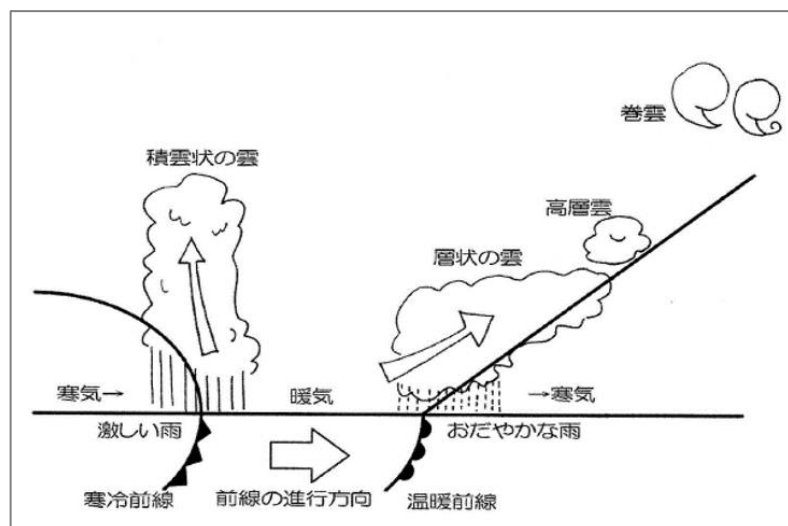 巻雲
積雲状の雲
高層雲
層状の雲
寒気→
暖気
→寒気
激しい雨
おだやかな雨
寒冷前線
前線の進行方向
温暖前線